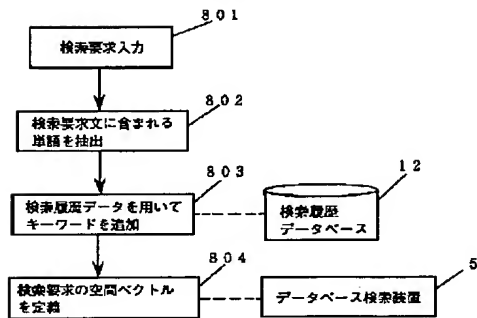 ８０１
検索要求入力
８０２
検索要求文に含まれる
単語を抽出
８０３
検索履歴データを用いて
キーワードを追加
１２
検索履歴
データベース
８０４
検索要求の空間ベクトル
を定義
５
データベース検索装置